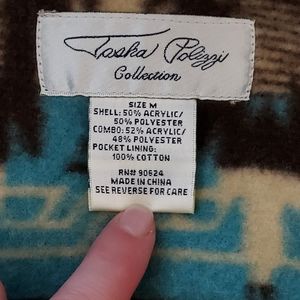 Tasha Polizzi
Collection
SIZE M
SHELL: 50% ACRYLIC/
50% POLYESTER
COMBO: 52% ACRYLIC/
48% POLYESTER
POCKET LINING:
100% COTTON
RN# 90624
MADE IN CHINA
SEE REVERSE FOR CARE